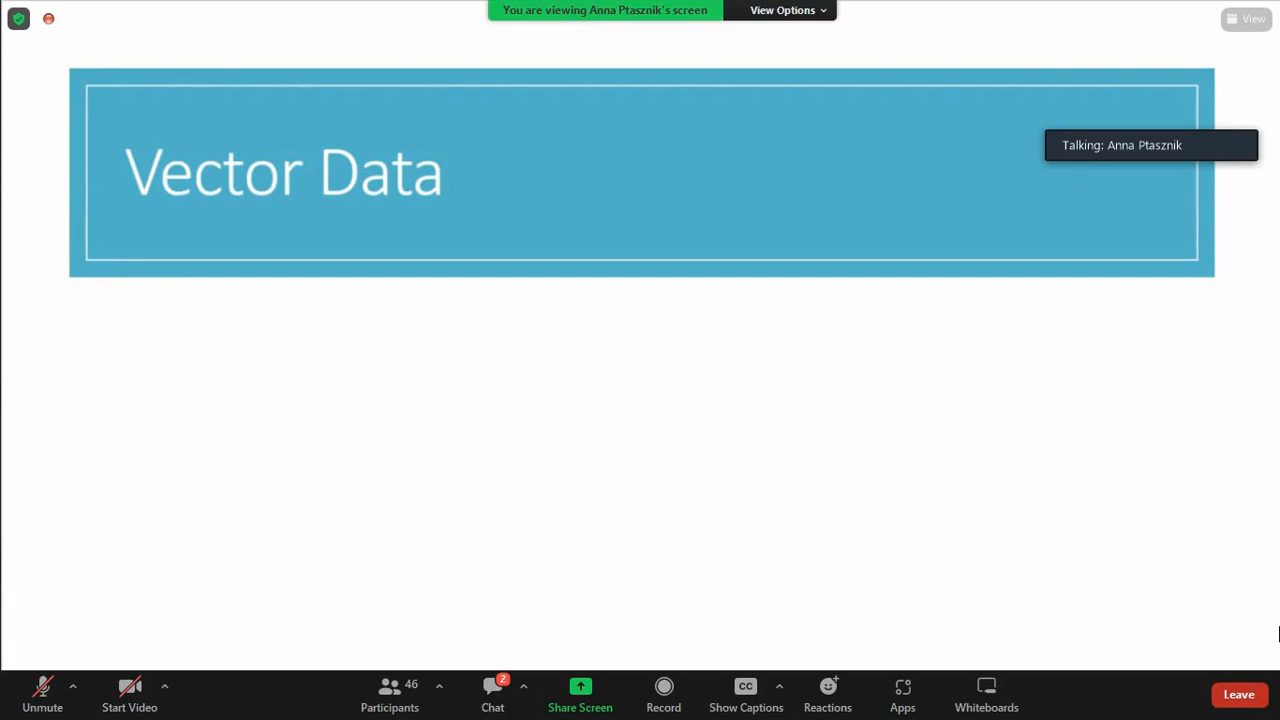 You are viewing Anna Ptasznik's screen
View Options
View
Vector Data
Talking: Anna Ptasznik
Unmute
Start Video
46
Participants
2
Chat
Share Screen
Record
CC
Show Captions
Reactions
Apps
Whiteboards
Leave